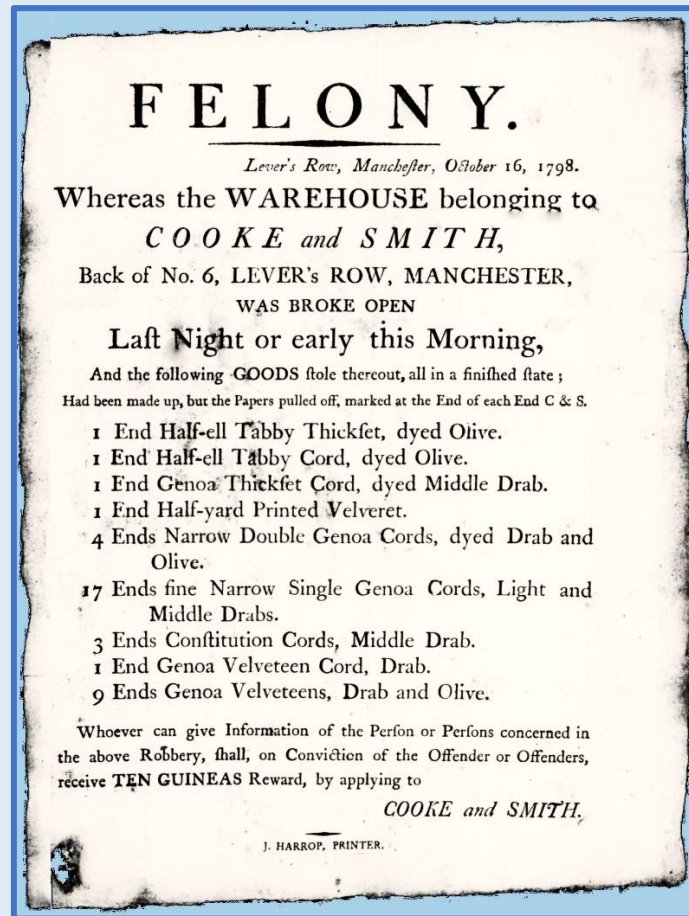 FELONY.
Lever's Row, Mancheſter, October 16, 1798.
Whereas the WAREHOUSE belonging to
COOKE and SMITH,
Back of No. 6, LEVER's ROW, MANCHESTER,
WAS BROKE OPEN
Laſt Night or early this Morning,
And the following GOODS ſtole thereout, all in a finiſhed ſtate ;
Had been made up, but the Papers pulled off, marked at the End of each End C & S.
1 End Half-ell Tabby Thickſet, dyed Olive.
1 End Half-ell Tabby Cord, dyed Olive.
1 End Genoa Thickſet Cord, dyed Middle Drab.
1 End Half-yard Printed Velveret.
4 Ends Narrow Double Genoa Cords, dyed Drab and
Olive.
17 Ends fine Narrow Single Genoa Cords, Light and
Middle Drabs.
3 Ends Conſtitution Cords, Middle Drab.
1 End Genoa Velveteen Cord, Drab.
9 Ends Genoa Velveteens, Drab and Olive.
Whoever can give Information of the Perſon or Perſons concerned in
the above Robbery, ſhall, on Conviction of the Offender or Offenders,
receive TEN GUINEAS Reward, by applying to
COOKE and SMITH.
J. HARROP, PRINTER.